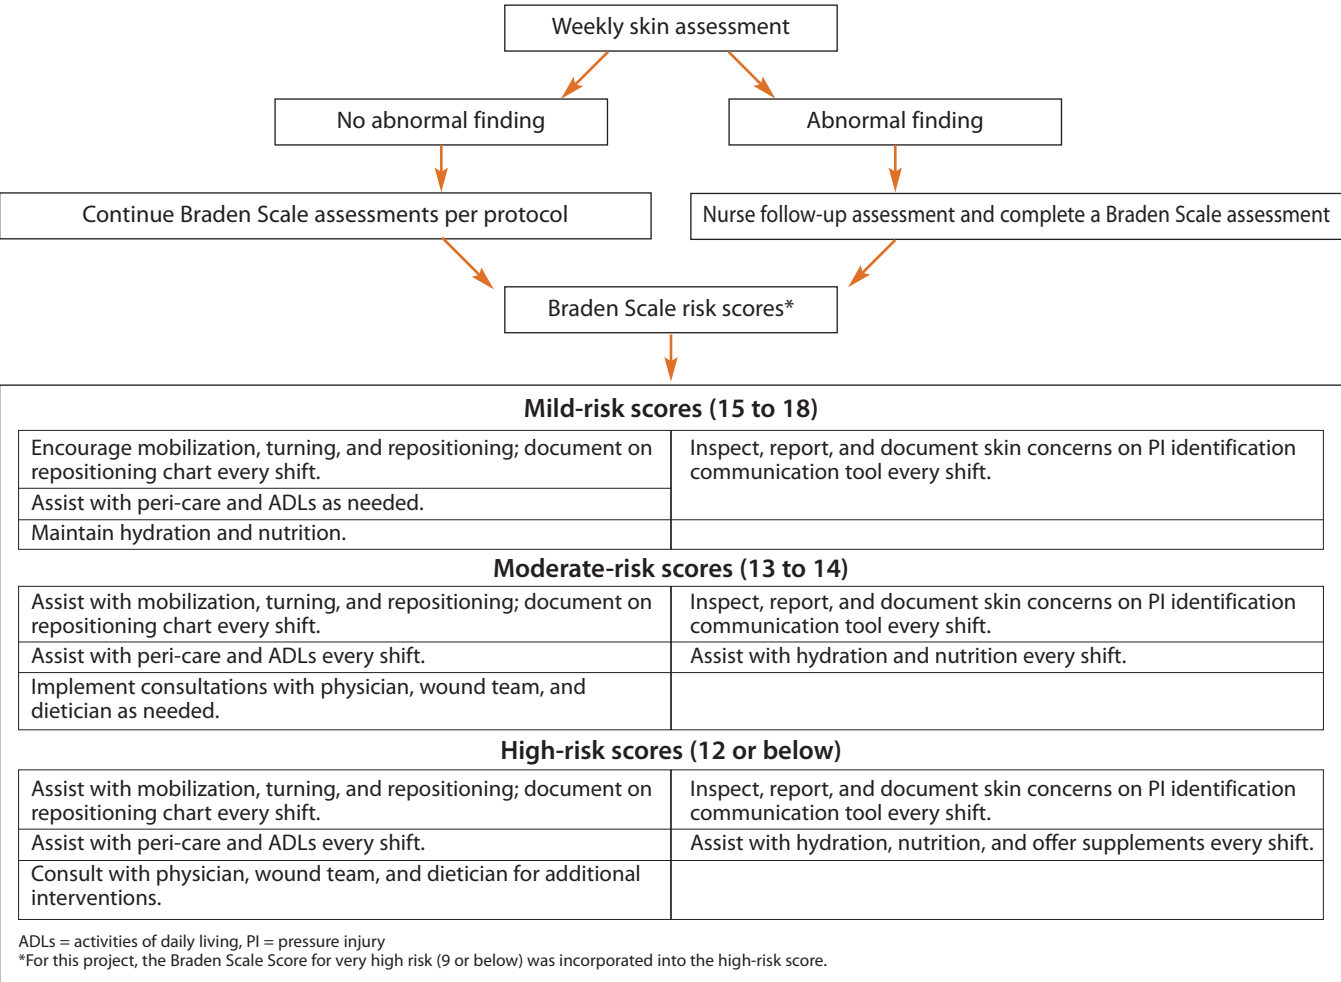 Weekly skin assessment
No abnormal finding
Abnormal finding
Continue Braden Scale assessments per protocol
Nurse follow-up assessment and complete a Braden Scale assessment
Braden Scale risk scores*
Mild-risk scores (15 to 18)
Encourage mobilization, turning, and repositioning; document on
repositioning chart every shift.
Inspect, report, and document skin concerns on PI identification
communication tool every shift.
Assist with peri-care and ADLs as needed.
Maintain hydration and nutrition.
Moderate-risk scores (13 to 14)
Assist with mobilization, turning, and repositioning; document on
repositioning chart every shift.
Inspect, report, and document skin concerns on PI identification
communication tool every shift.
Assist with peri-care and ADLs every shift.
Assist with hydration and nutrition every shift.
Implement consultations with physician, wound team, and
dietician as needed.
High-risk scores (12 or below)
Assist with mobilization, turning, and repositioning; document on
repositioning chart every shift.
Inspect, report, and document skin concerns on PI identification
communication tool every shift.
Assist with peri-care and ADLs every shift.
Assist with hydration, nutrition, and offer supplements every shift.
Consult with physician, wound team, and dietician for additional
interventions.
ADLs = activities of daily living, PI = pressure injury
*For this project, the Braden Scale Score for very high risk (9 or below) was incorporated into the high-risk score.